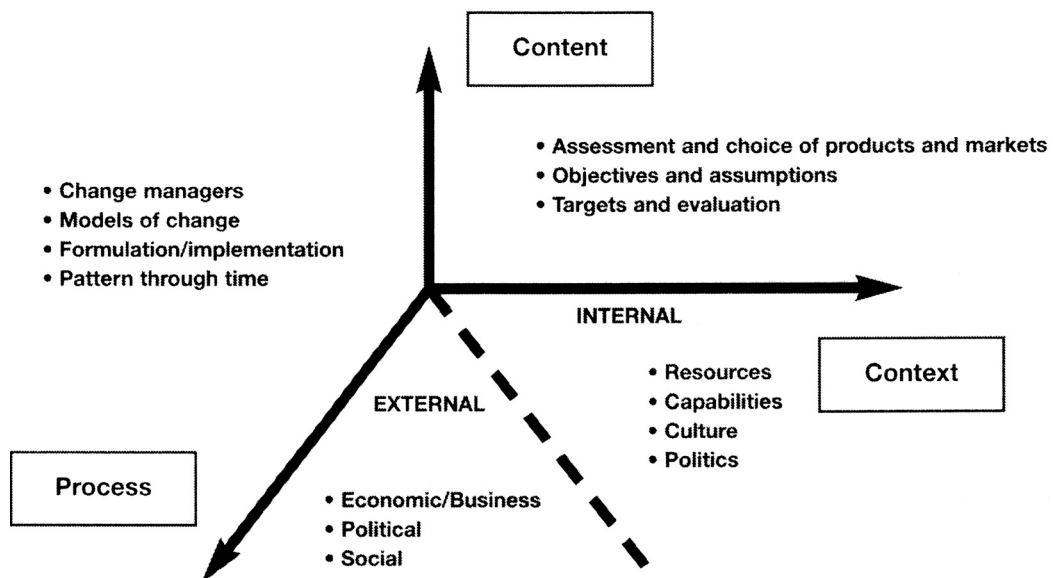 Content
• Assessment and choice of products and markets
• Objectives and assumptions
• Targets and evaluation
• Change managers
• Models of change
• Formulation/implementation
• Pattern through time
INTERNAL
Context
• Resources
• Capabilities
• Culture
• Politics
EXTERNAL
Process
• Economic/Business
• Political
• Social